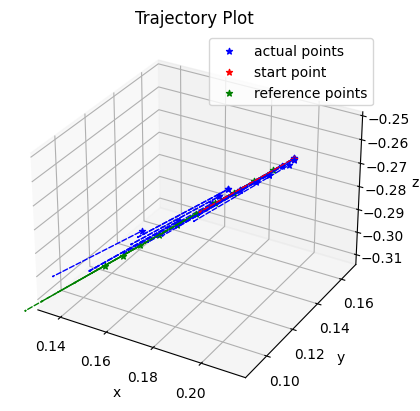 Trajectory Plot
actual points
start point
reference points
−0.25
−0.26
−0.27
−0.28
−0.29
−0.30
−0.31
z
0.16
0.14
0.12
0.10
y
0.14
0.16
0.18
0.20
x